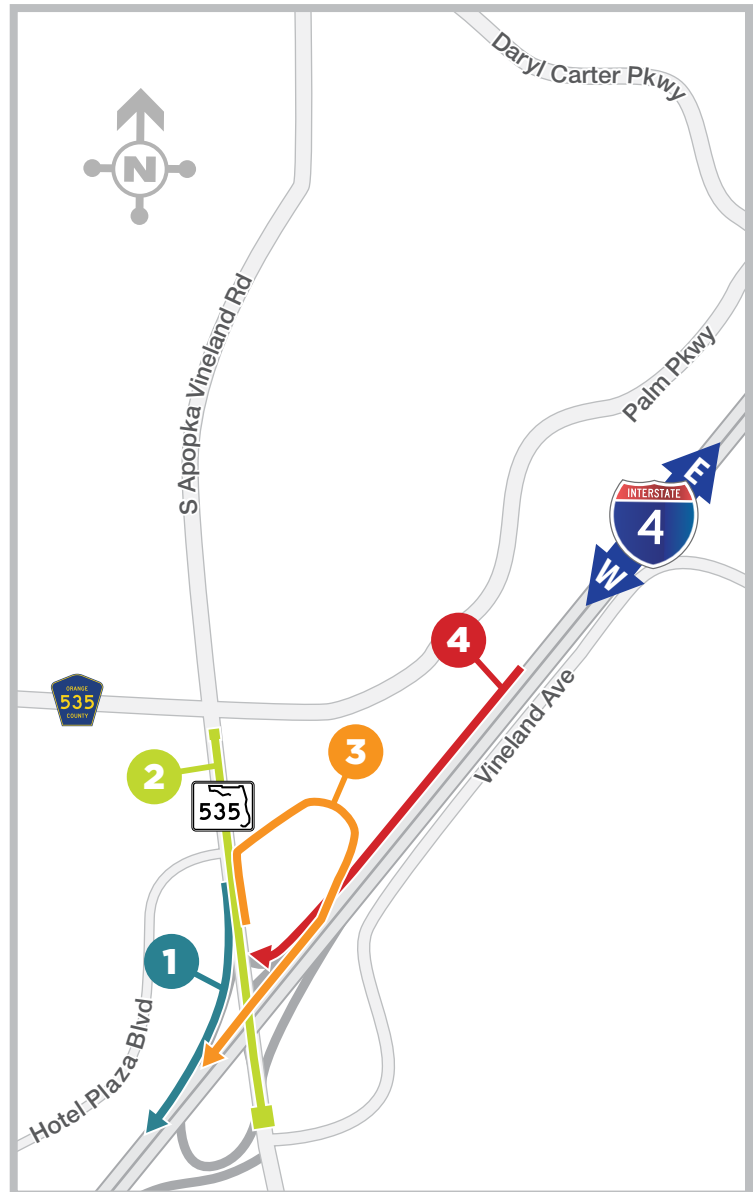 Daryl Carter Pkwy
N
S Apopka Vineland Rd
Palm Pkwy
E
INTERSTATE
4
W
4
ORANGE
535
COUNTY
Vineland Ave
3
2
535
1
Hotel Plaza Blvd